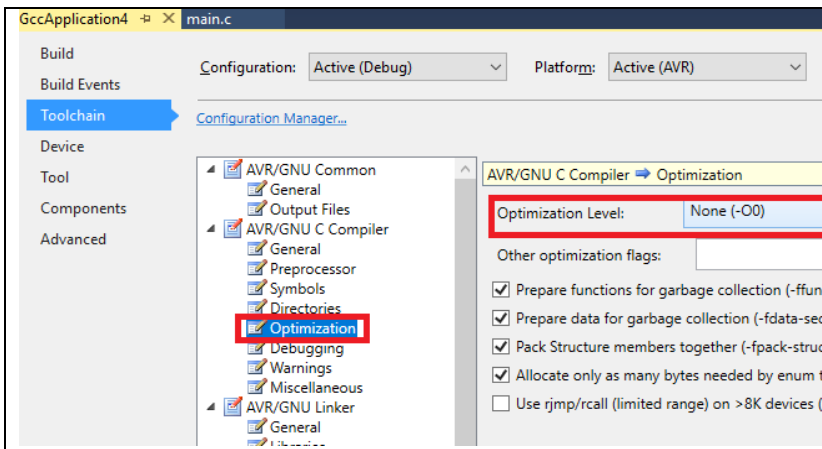 GccApplication4 main.c
Build
Build Events
Toolchain
Device
Tool
Components
Advanced
Configuration: Active (Debug) Platform: Active (AVR)
Configuration Manager...
AVR/GNU Common
General
Output Files
AVR/GNU C Compiler
General
Preprocessor
Symbols
Directories
Optimization
Debugging
Warnings
Miscellaneous
AVR/GNU Linker
General
Libraries
AVR/GNU C Compiler ➡ Optimization
Optimization Level: None (-O0)
Other optimization flags:
Prepare functions for garbage collection (-ffun
Prepare data for garbage collection (-fdata-sec
Pack Structure members together (-fpack-struc
Allocate only as many bytes needed by enum t
Use rjmp/rcall (limited range) on >8K devices (